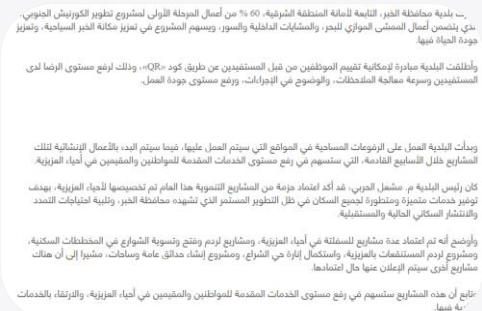 بلدية محافظة الخبر، التابعة لأمانة المنطقة الشرقية، 60 % من أعمال المرحلة الأولى لمشروع تطوير الكورنيش الجنوبي،
يتضمن أعمال الممشى الموازي للبحر، والمشايات الداخلية والسور، ويسهم المشروع في تعزيز مكانة الخبر السياحية، وتعزيز
جودة الحياة فيها.
وأطلقت البلدية مبادرة لإمكانية تقييم الموظفين من قبل المستفيدين عن طريق كود «QR»، وذلك لرفع مستوى الرضا لدى
المستفيدين وسرعة معالجة الملاحظات، والوضوح في الإجراءات، ورفع مستوى جودة العمل.
وبدأت البلدية العمل على الرفوعات المساحية في المواقع التي سيتم العمل عليها، فيما سيتم البدء بالأعمال الإنشائية لتلك
المشاريع خلال الأسابيع القادمة، التي ستسهم في رفع مستوى الخدمات المقدمة للمواطنين والمقيمين في أحياء العزيزية.
كان رئيس البلدية م. مشعل الحربي، قد أكد اعتماد حزمة من المشاريع التنموية هذا العام تم تخصيصها لأحياء العزيزية، بهدف
توفير خدمات متميزة ومتطورة لجميع السكان في ظل التطوير المستمر الذي تشهده محافظة الخبر، وتلبية احتياجات التمدد
والانتشار السكاني الحالية والمستقبلية.
وأوضح أنه تم اعتماد عدة مشاريع للسفلتة في أحياء العزيزية، ومشاريع لردم وفتح وتسوية الشوارع في المخططات السكنية،
ومشروع لردم المستنقعات بالعزيزية، واستكمال إنارة حي الشراع، ومشروع إنشاء حدائق عامة وساحات، مشيرا إلى أن هناك
مشاريع أخرى سيتم الإعلان عنها حال اعتمادها.
وتابع أن هذه المشاريع ستسهم في رفع مستوى الخدمات المقدمة للمواطنين والمقيمين في أحياء العزيزية، والارتقاء بالخدمات
فيها.